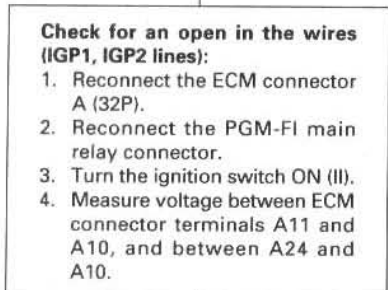 Check for an open in the wires
(IGP1, IGP2 lines):
1. Reconnect the ECM connector
A (32P).
2. Reconnect the PGM-FI main
relay connector.
3. Turn the ignition switch ON (II).
4. Measure voltage between ECM
connector terminals A11 and
A10, and between A24 and
A10.